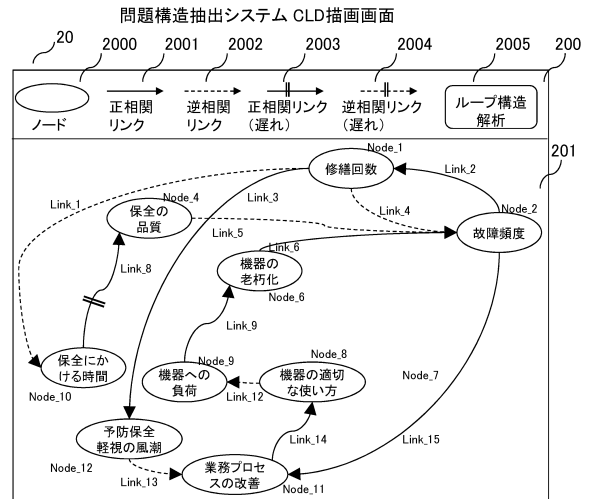 問題構造抽出システム CLD描画画面
20
2000
2001
2002
2003
2004
2005
200
ノード
正相関
リンク
逆相関
リンク
正相関リンク
（遅れ）
逆相関リンク
（遅れ）
ループ構造
解析
201
Node_1
修繕回数
Link_2
Link_1
Node_4
Link_3
Link_4
Node_2
保全の
品質
Link_5
故障頻度
Link_6
Link_8
機器の
老朽化
Node_6
Link_9
Node_9
Node_8
Node_7
保全にか
ける時間
機器への
負荷
機器の適切
な使い方
Node_10
Link_12
予防保全
軽視の風潮
Link_14
Link_15
Node_12
Link_13
業務プロセ
スの改善
Node_11